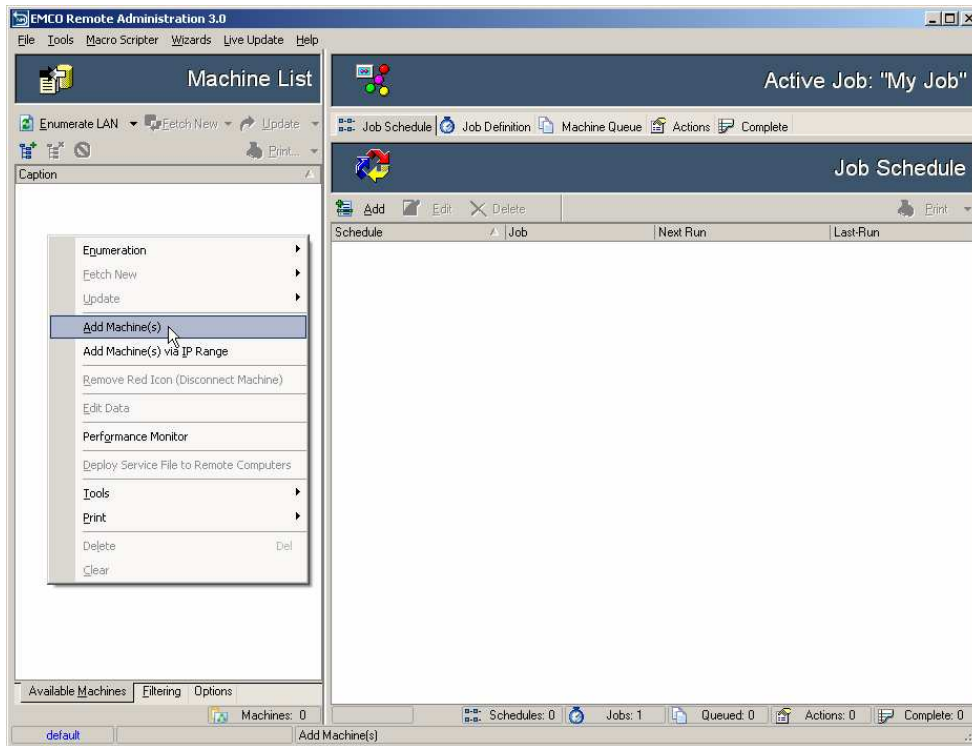 EMCO Remote Administration 3.0
File Tools Macro Scripter Wizards Live Update Help
Machine List
Enumerate LAN Fetch New Update
Print...
Caption
Enumeration
Fetch New
Update
Add Machine(s)
Add Machine(s) via IP Range
Remove Red Icon (Disconnect Machine)
Edit Data
Performance Monitor
Deploy Service File to Remote Computers
Tools
Print
Delete Del
Clear
Available Machines Filtering Options
Machines: 0
Active Job: "My Job"
Job Schedule Job Definition Machine Queue Actions Complete
Job Schedule
Add Edit Delete Print
Schedule Job Next Run Last-Run
Schedules: 0 Jobs: 1 Queued: 0 Actions: 0 Complete: 0
default Add Machine(s)